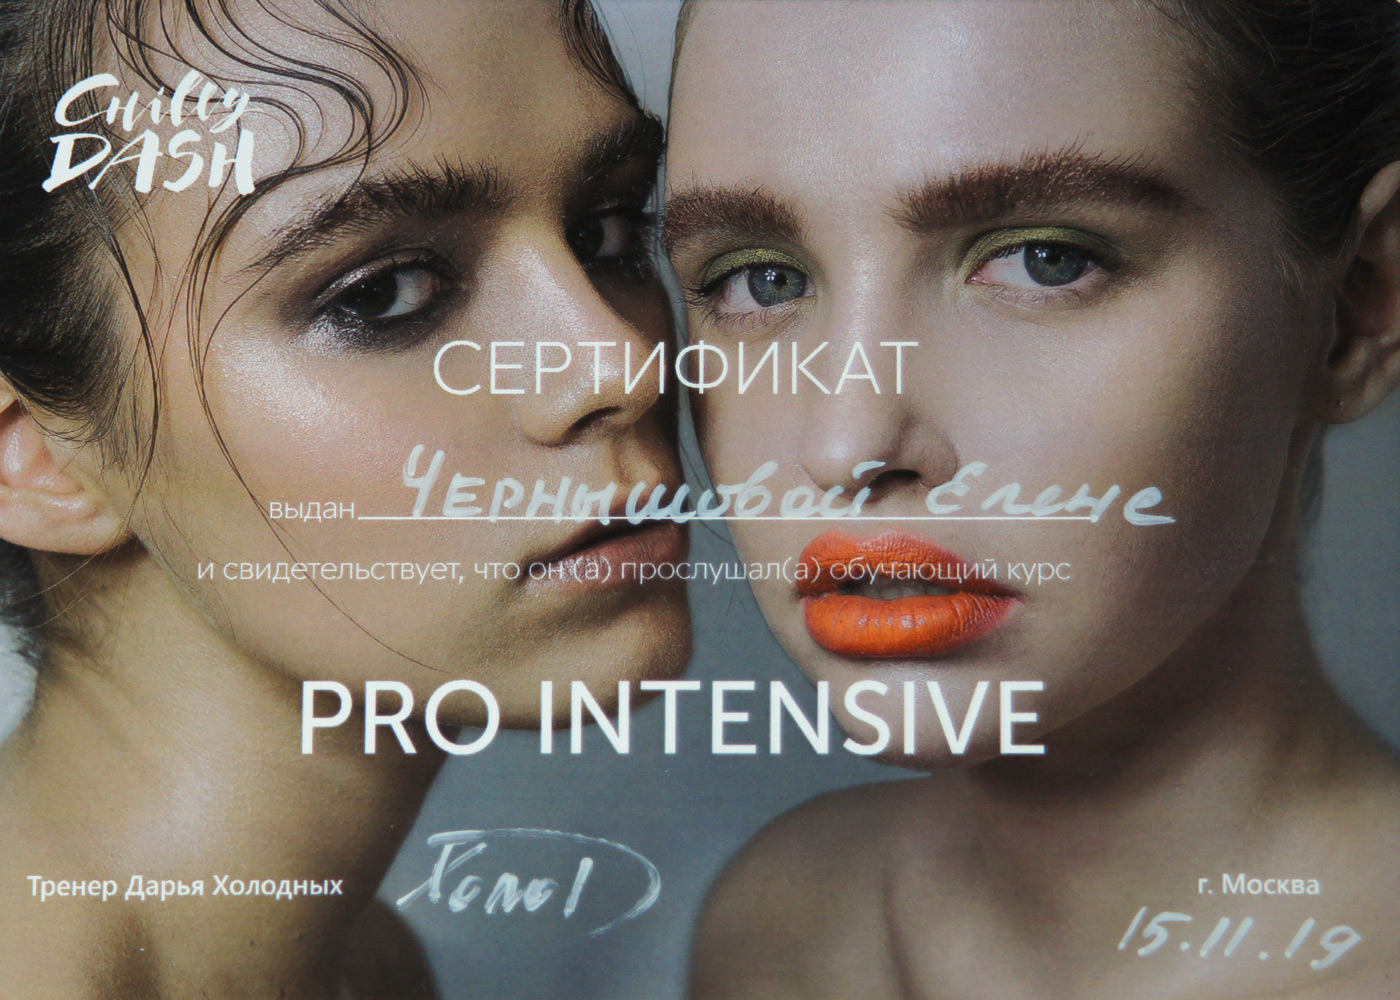 Chilly
DASH
СЕРТИФИКАТ
выдан Чернышовой Елене
и свидетельствует, что он (а) прослушал(а) обучающий курс
PRO INTENSIVE
Тренер Дарья Холодных
г. Москва
15.11.19